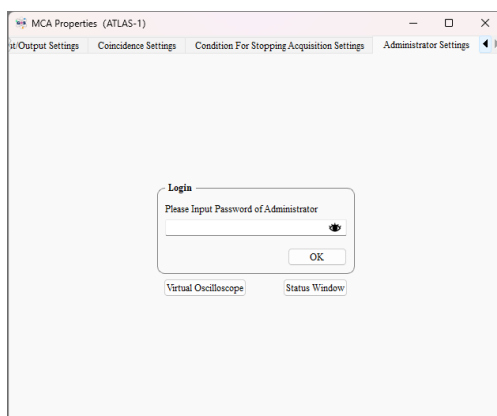 MCA Properties (ATLAS-1)
ut/Output Settings Coincidence Settings Condition For Stopping Acquisition Settings Administrator Settings
Login
Please Input Password of Administrator
OK
Virtual Oscilloscope Status Window